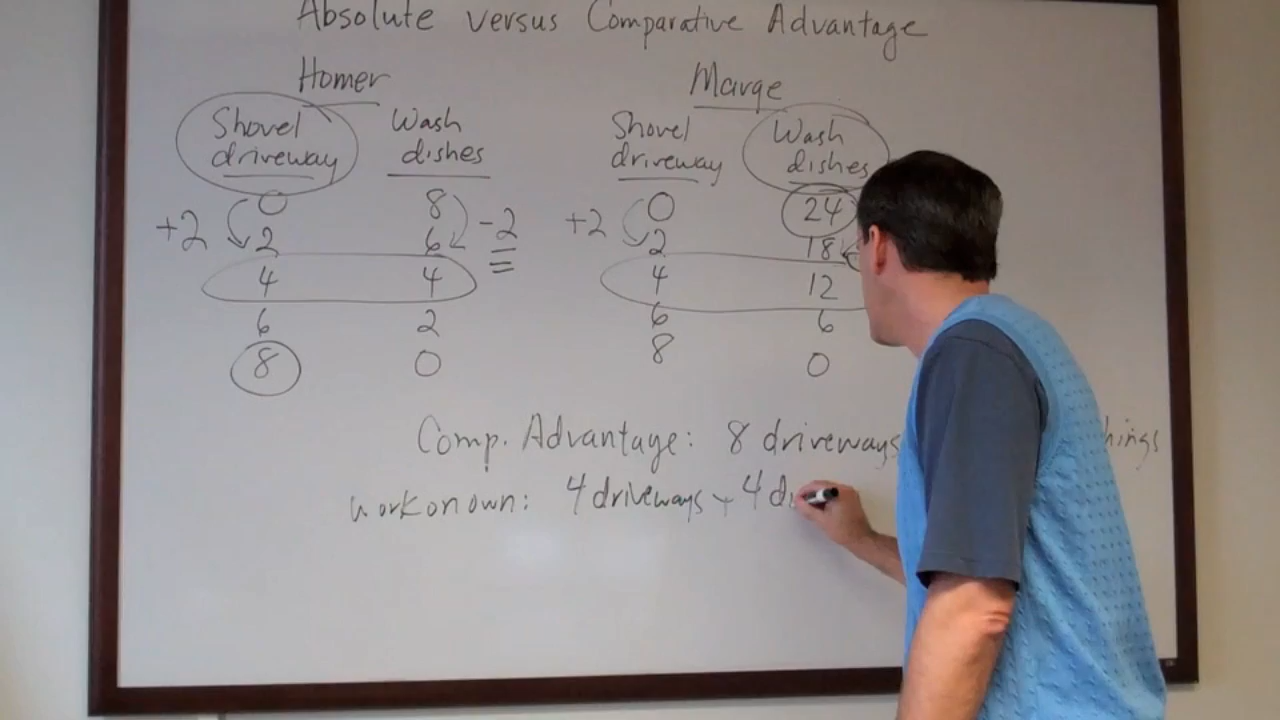 Absolute versus Comparative Advantage
Homer Marge
Shovel driveway Wash dishes Shovel driveway Wash dishes
0 8 0 24
+2 2 6 -2 +2 2 18
4 4 4 12
6 2 6 6
8 0 8 0
Comp. Advantage: 8 driveways
work on own: 4 driveways + 4